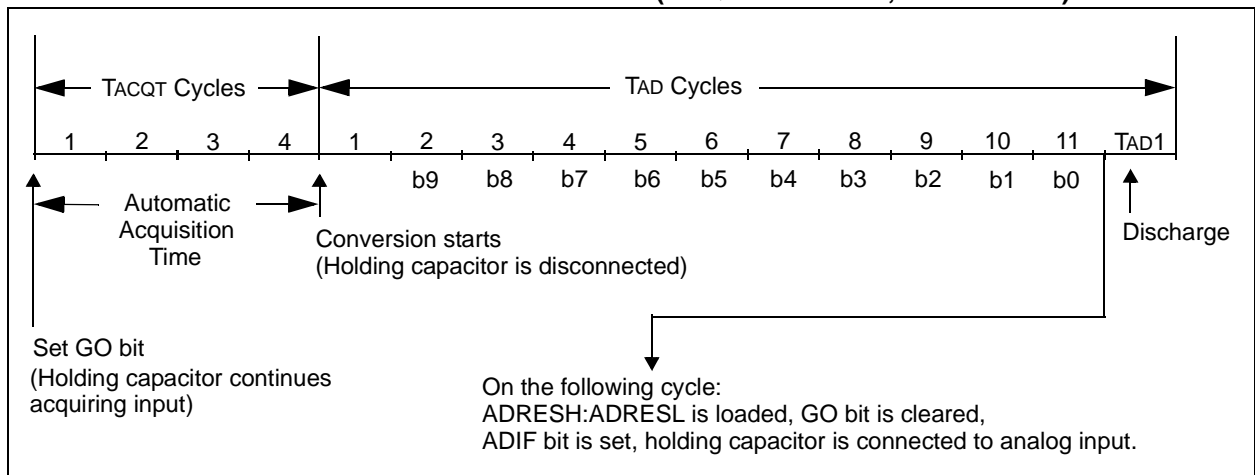 TACQT Cycles
TAD Cycles
1 2 3 4 1 2 3 4 5 6 7 8 9 10 11 TAD1
b9 b8 b7 b6 b5 b4 b3 b2 b1 b0
Automatic
Acquisition
Time
Conversion starts
(Holding capacitor is disconnected)
Discharge
Set GO bit
(Holding capacitor continues
acquiring input)
On the following cycle:
ADRESH:ADRESL is loaded, GO bit is cleared,
ADIF bit is set, holding capacitor is connected to analog input.